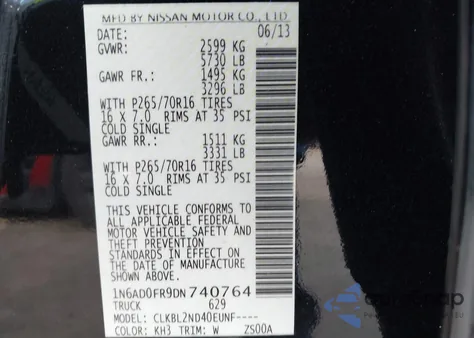 MFD BY NISSAN MOTOR CO., LTD.
DATE: 06/13
GVWR: 2599 KG
5730 LB
GAWR FR.: 1495 KG
3296 LB
WITH P265/70R16 TIRES
16 X 7.0 RIMS AT 35 PSI
COLD SINGLE
GAWR RR.: 1511 KG
3331 LB
WITH P265/70R16 TIRES
16 X 7.0 RIMS AT 35 PSI
COLD SINGLE
THIS VEHICLE CONFORMS TO
ALL APPLICABLE FEDERAL
MOTOR VEHICLE SAFETY AND
THEFT PREVENTION
STANDARDS IN EFFECT ON
THE DATE OF MANUFACTURE
SHOWN ABOVE.
1N6AD0FR9DN740764
TRUCK 629
MODEL: CLKBL2ND40EUNF----
COLOR: KH3 TRIM: W ZS00A